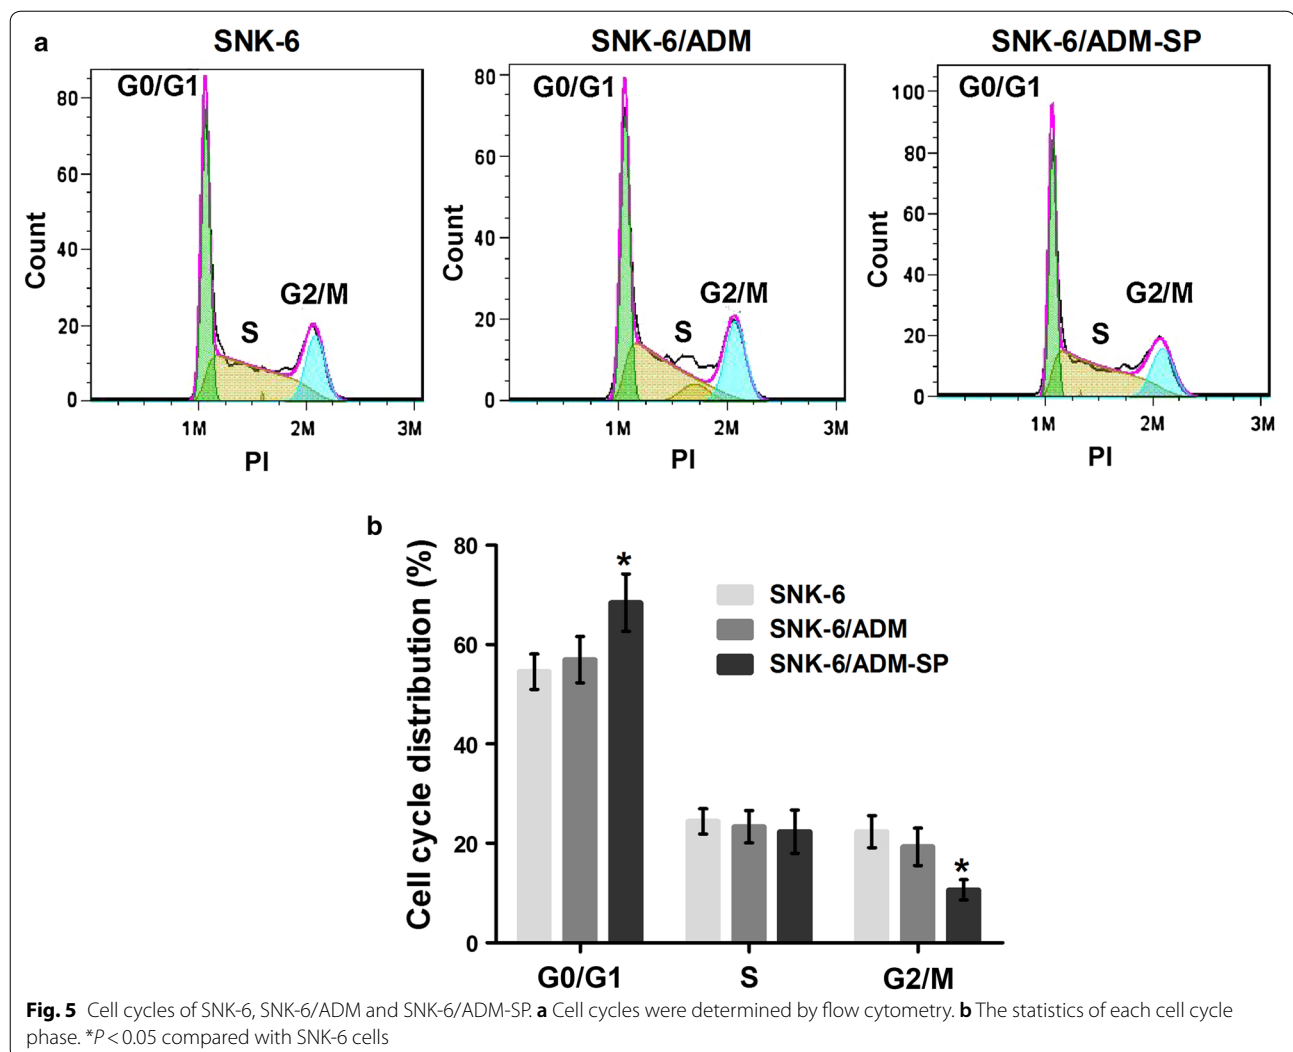 a
SNK-6
SNK-6/ADM
SNK-6/ADM-SP
G0/G1
S
G2/M
80
60
40
20
0
Count
1M 2M 3M
PI
G0/G1
S
G2/M
80
60
40
20
0
Count
1M 2M 3M
PI
G0/G1
S
G2/M
100
80
60
40
20
0
Count
1M 2M 3M
PI
b
Cell cycle distribution (%)
80
60
40
20
0
*
*
SNK-6
SNK-6/ADM
SNK-6/ADM-SP
G0/G1 S G2/M
Fig. 5 Cell cycles of SNK-6, SNK-6/ADM and SNK-6/ADM-SP. a Cell cycles were determined by flow cytometry. b The statistics of each cell cycle
phase. *P < 0.05 compared with SNK-6 cells